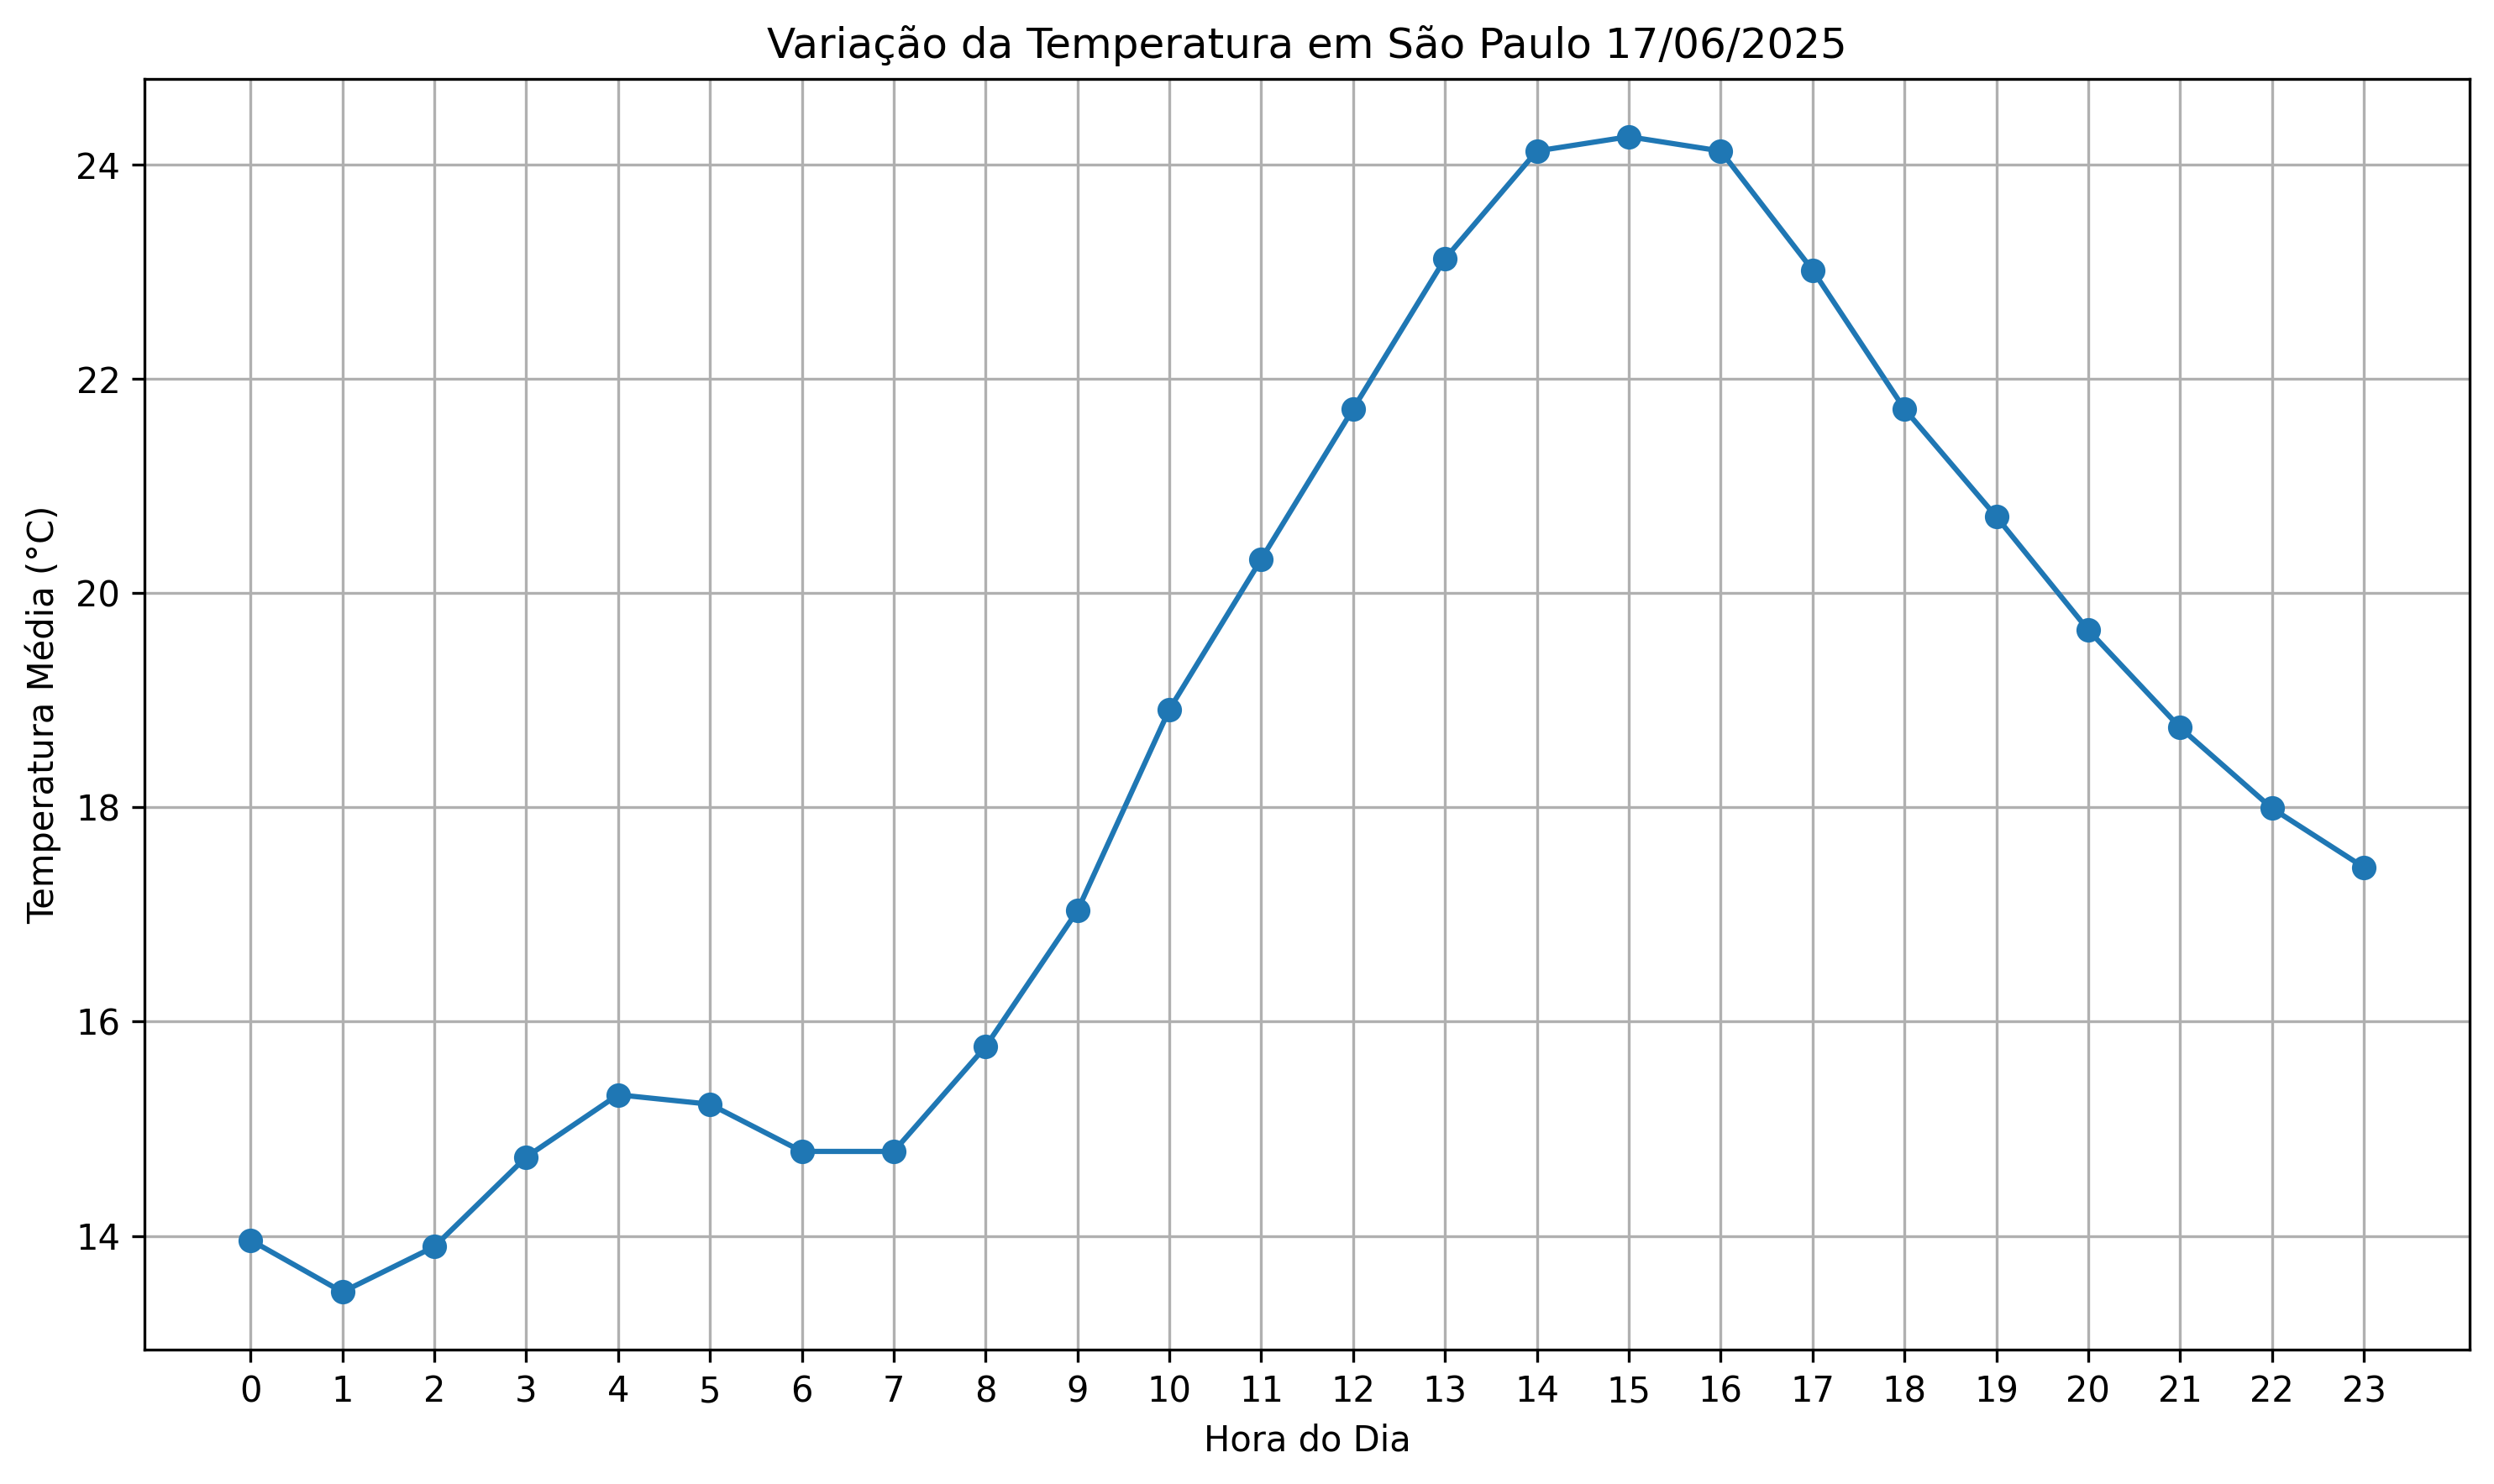 Variação da Temperatura em São Paulo 17/06/2025
Temperatura Média (°C)
24
22
20
18
16
14
0 1 2 3 4 5 6 7 8 9 10 11 12 13 14 15 16 17 18 19 20 21 22 23
Hora do Dia